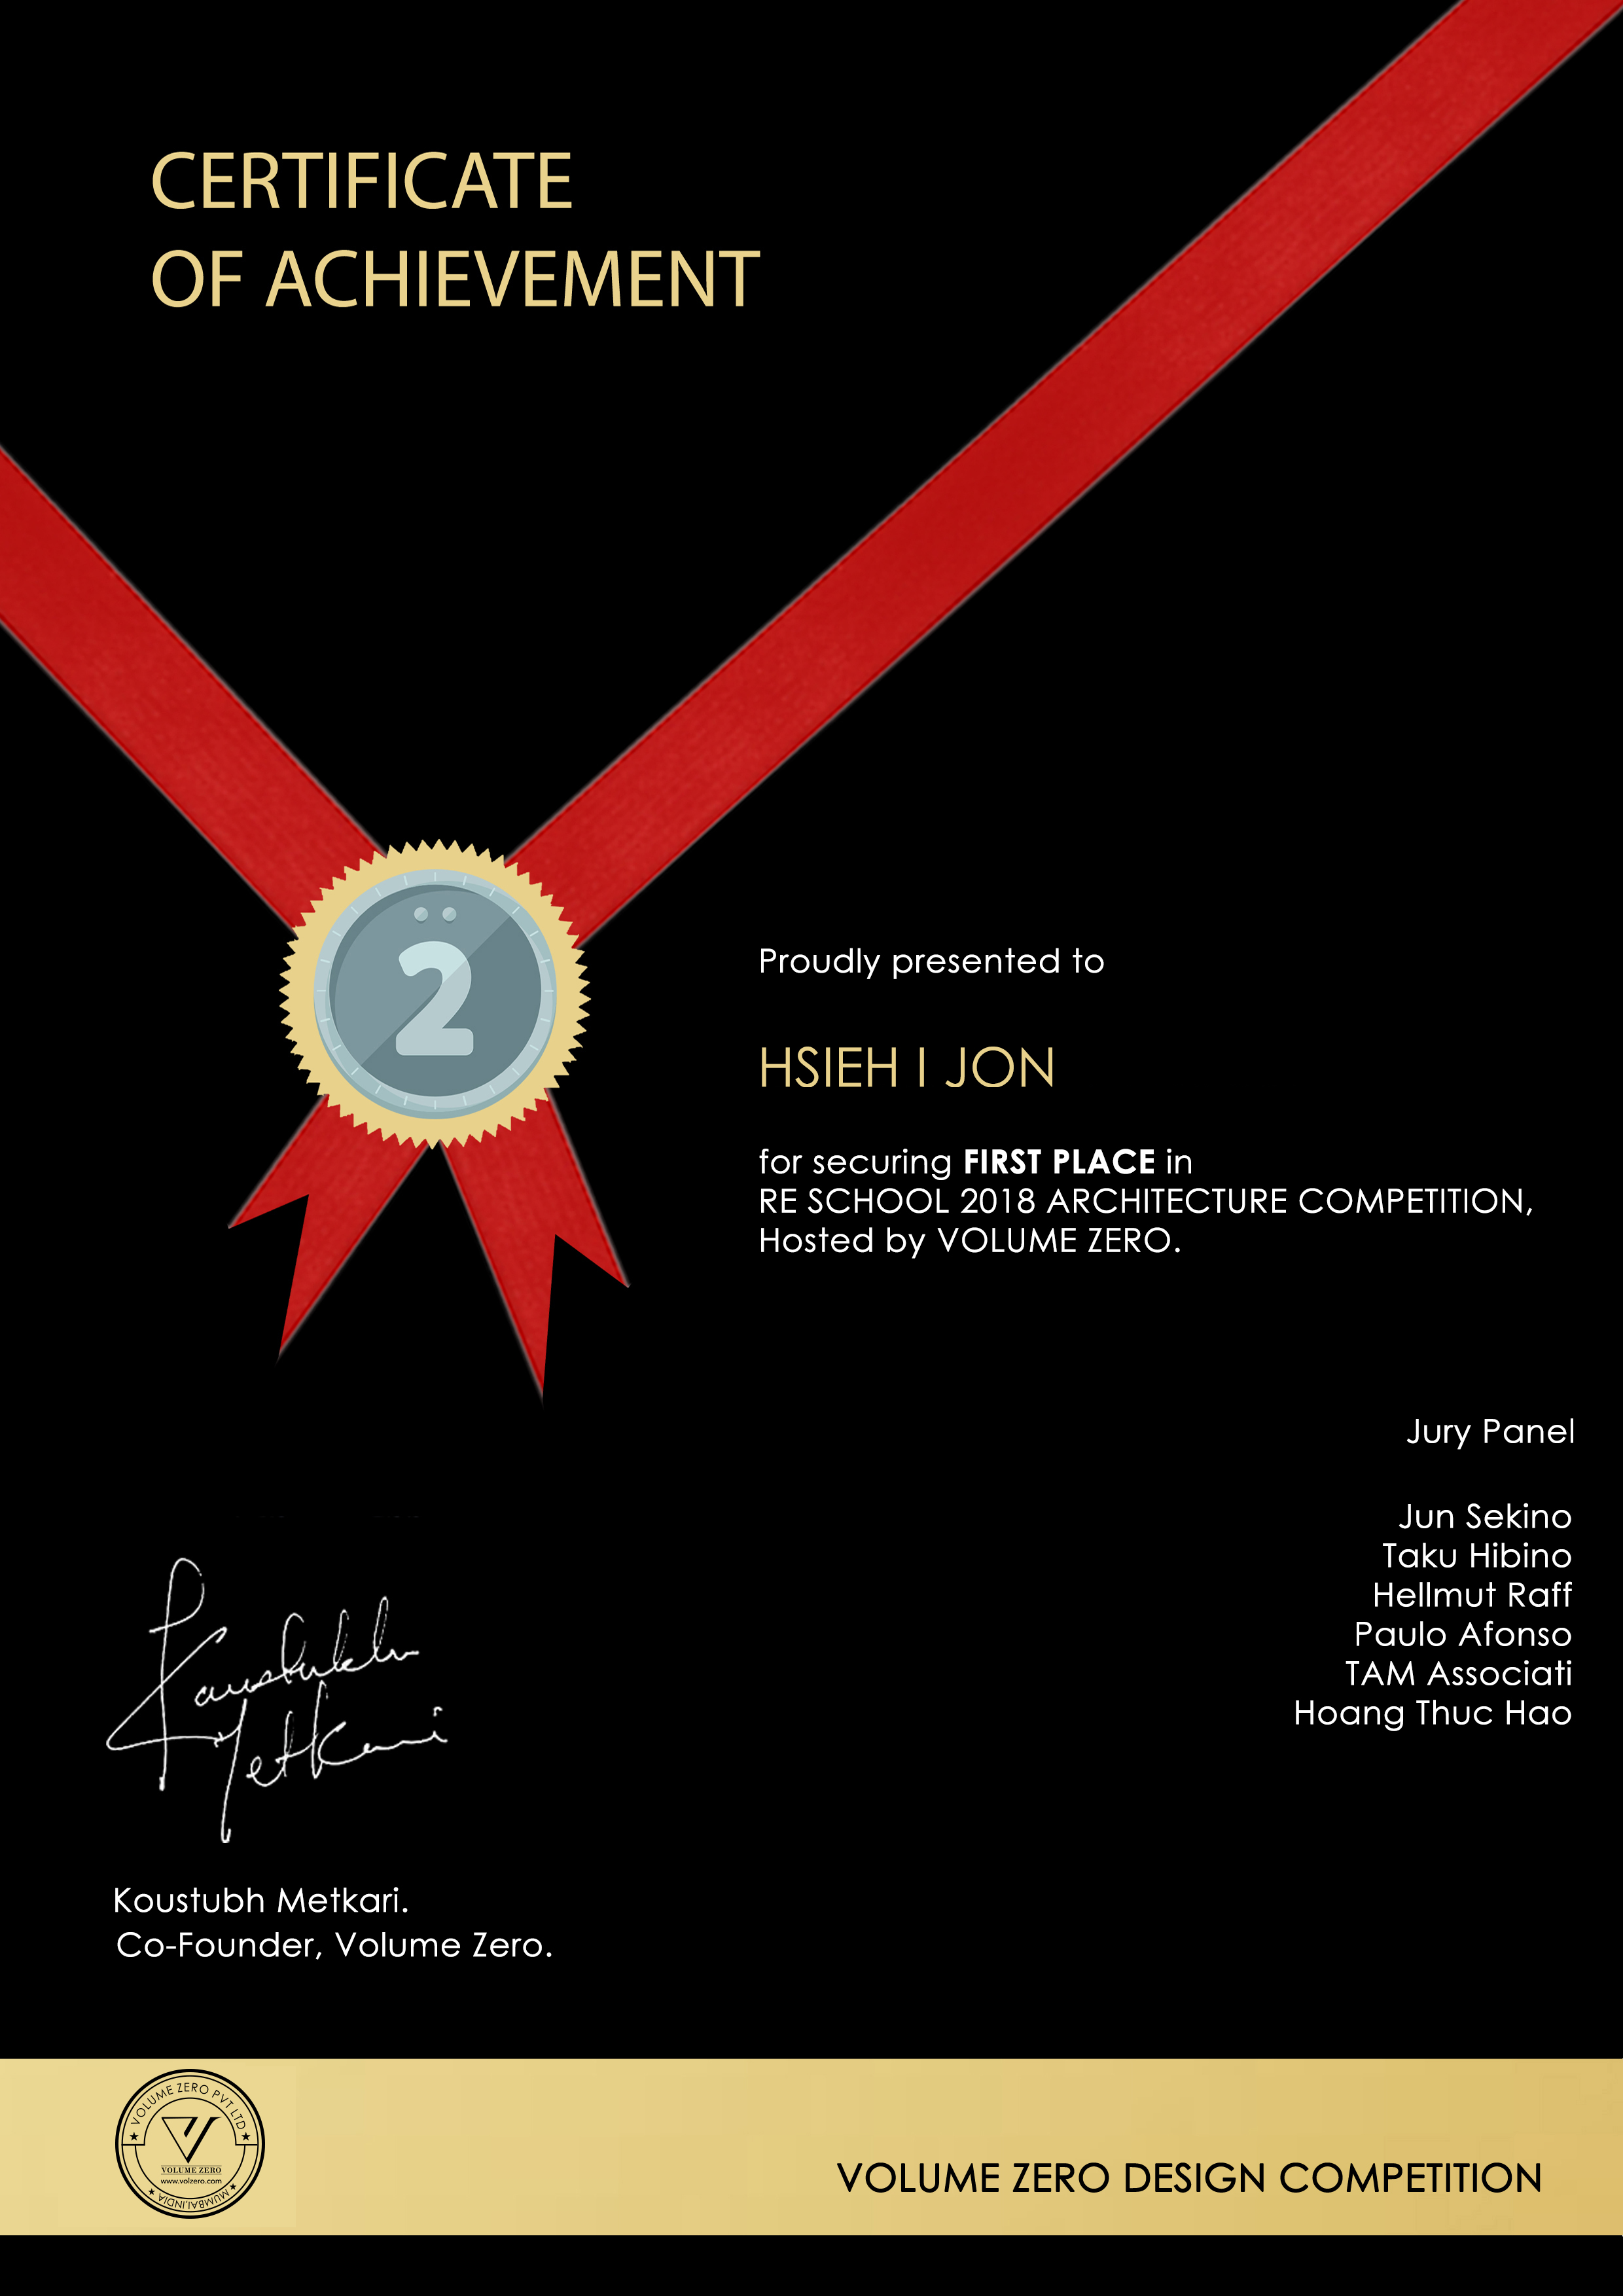 CERTIFICATE
OF ACHIEVEMENT
2
Proudly presented to
HSIEH I JON
for securing FIRST PLACE in
RE SCHOOL 2018 ARCHITECTURE COMPETITION,
Hosted by VOLUME ZERO.
Jury Panel
Jun Sekino
Taku Hibino
Hellmut Raff
Paulo Afonso
TAM Associati
Hoang Thuc Hao
Koustubh
Metkari
Koustubh Metkari.
Co-Founder, Volume Zero.
VOLUME ZERO PVT LTD
VOLUME ZERO
www.volzero.com
MUMBAI,INDIA
VOLUME ZERO DESIGN COMPETITION